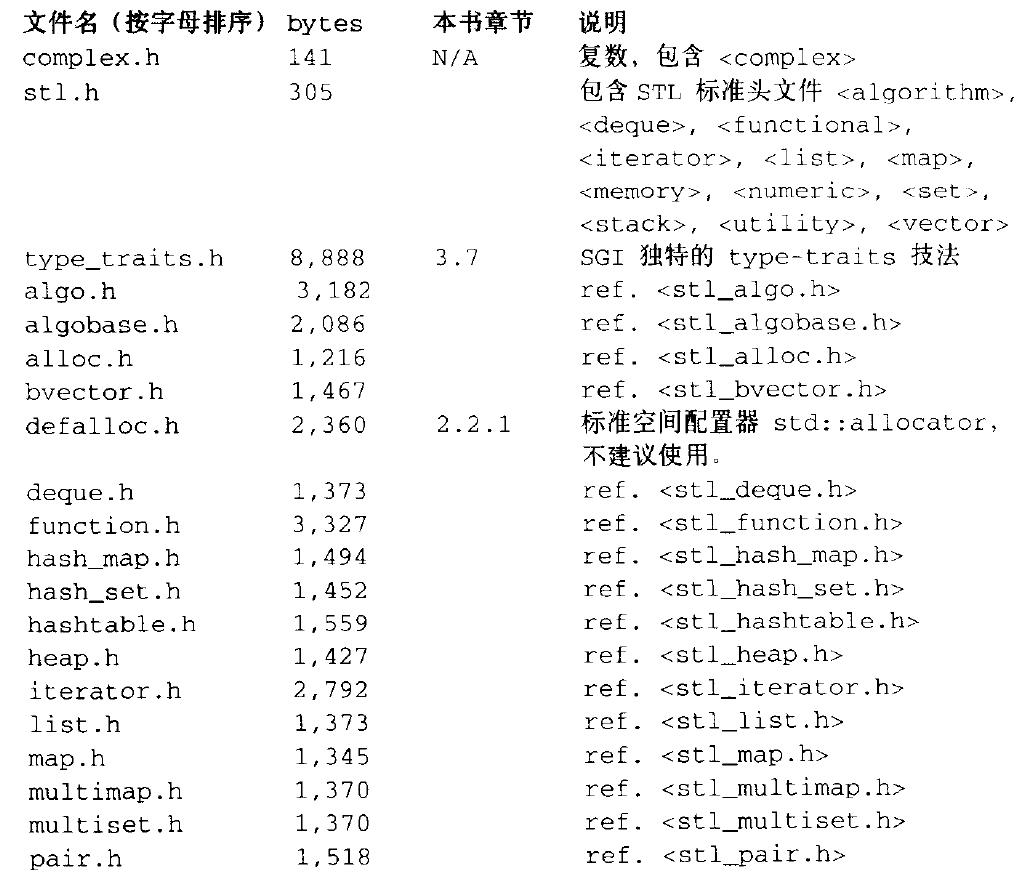 文件名（按字母排序） bytes 本书章节 说明
complex.h 141 N/A 复数，包含 <complex>
stl.h 305 包含 STL 标准头文件 <algorithm>,
<deque>, <functional>,
<iterator>, <list>, <map>,
<memory>, <numeric>, <set>,
<stack>, <utility>, <vector>
type_traits.h 8,888 3.7 SGI 独特的 type-traits 技法
algo.h 3,182 ref. <stl_algo.h>
algobase.h 2,086 ref. <stl_algobase.h>
alloc.h 1,216 ref. <stl_alloc.h>
bvector.h 1,467 ref. <stl_bvector.h>
defalloc.h 2,360 2.2.1 标准空间配置器 std::allocator,
不建议使用。
deque.h 1,373 ref. <stl_deque.h>
function.h 3,327 ref. <stl_function.h>
hash_map.h 1,494 ref. <stl_hash_map.h>
hash_set.h 1,452 ref. <stl_hash_set.h>
hashtable.h 1,559 ref. <stl_hashtable.h>
heap.h 1,427 ref. <stl_heap.h>
iterator.h 2,792 ref. <stl_iterator.h>
list.h 1,373 ref. <stl_list.h>
map.h 1,345 ref. <stl_map.h>
multimap.h 1,370 ref. <stl_multimap.h>
multiset.h 1,370 ref. <stl_multiset.h>
pair.h 1,518 ref. <stl_pair.h>